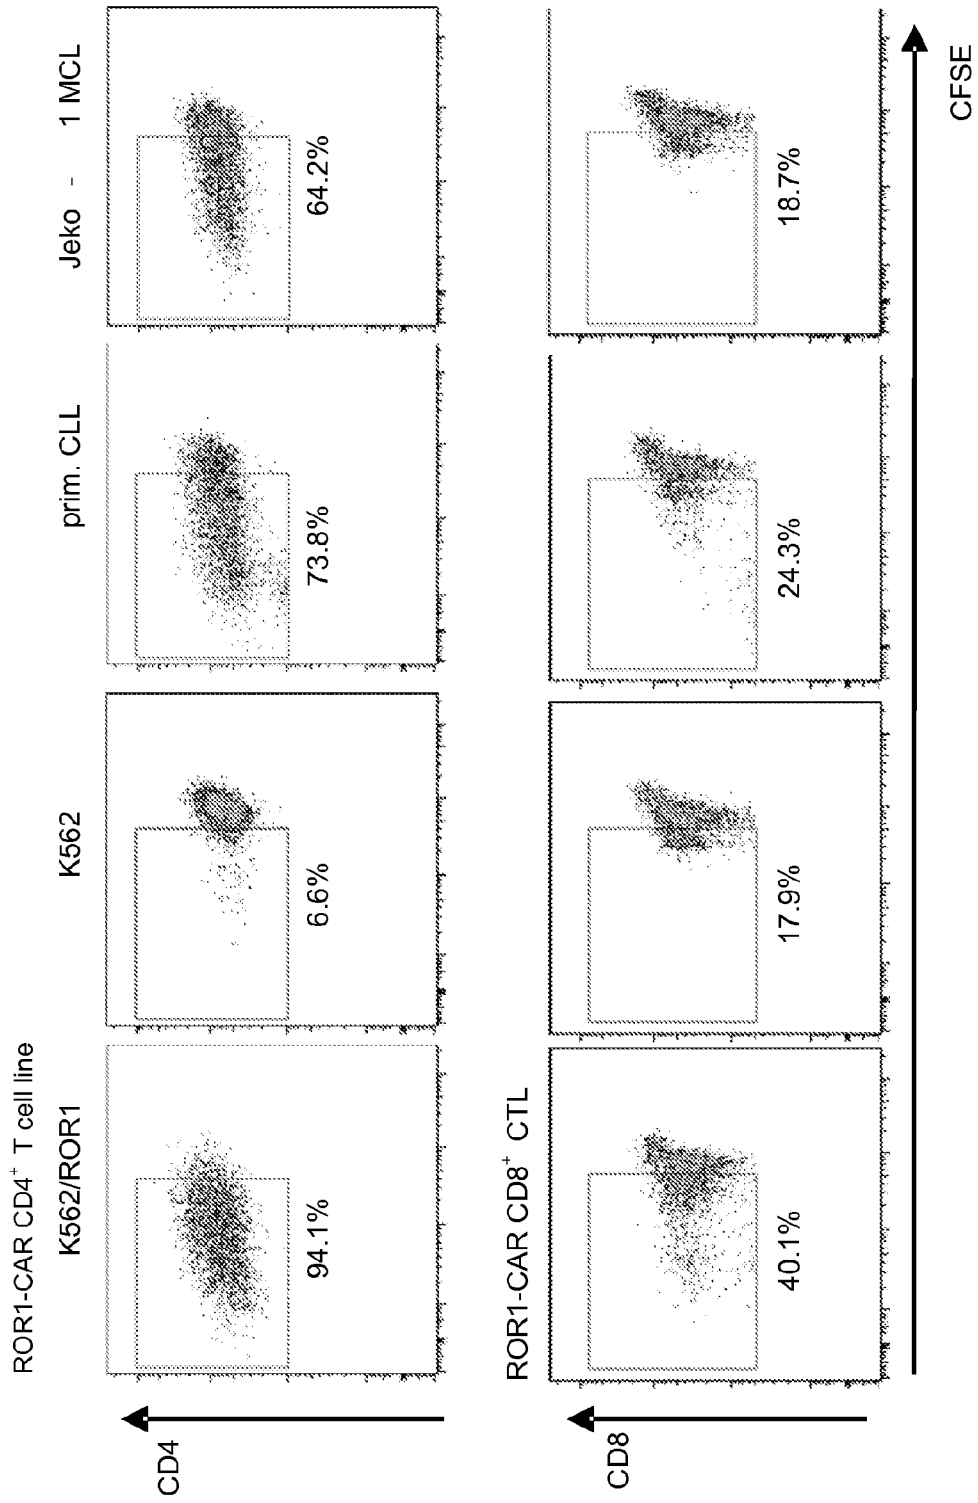 ROR1-CAR CD4⁺ T cell line
K562/ROR1 K562 prim. CLL Jeko - 1 MCL
CD4
94.1% 6.6% 73.8% 64.2%
ROR1-CAR CD8⁺ CTL
CD8
40.1% 17.9% 24.3% 18.7%
CFSE